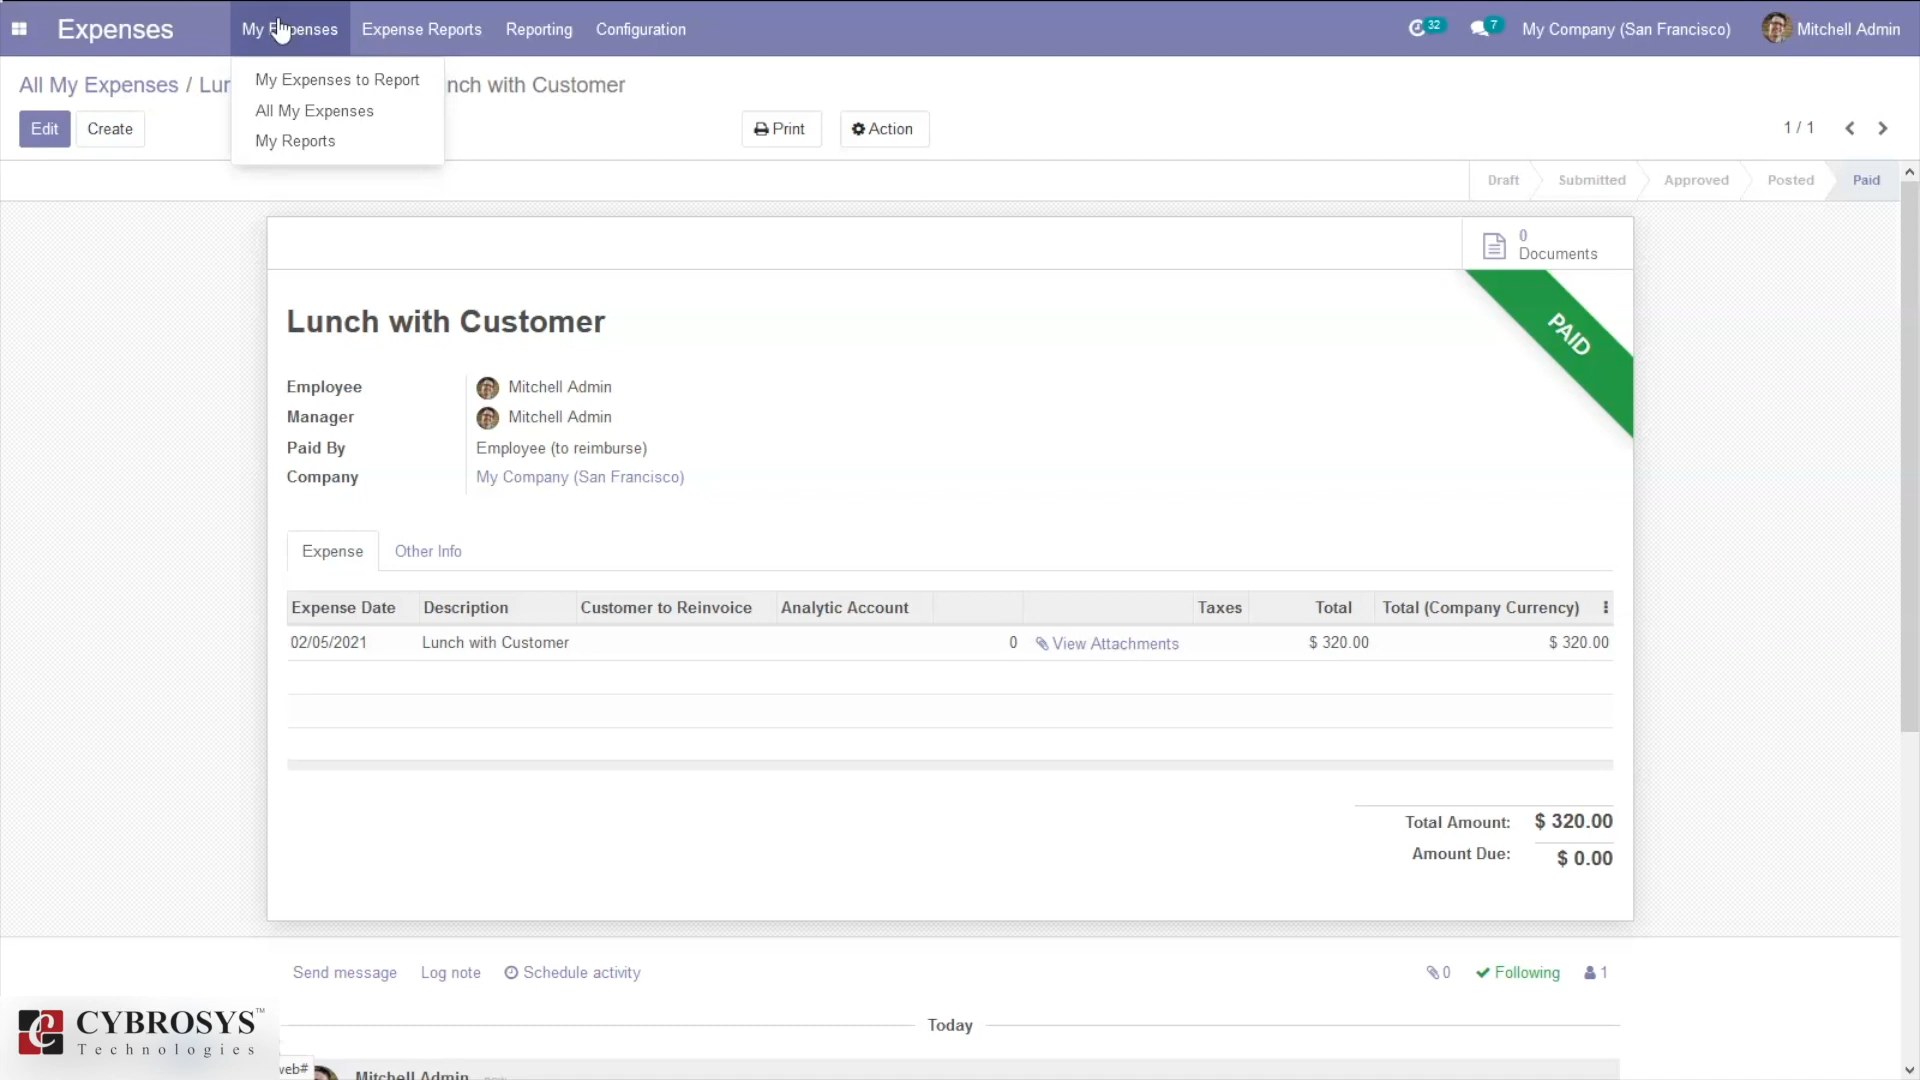 Expenses My Expenses Expense Reports Reporting Configuration 32 7 My Company (San Francisco) Mitchell Admin
All My Expenses / Lun nch with Customer
My Expenses to Report
All My Expenses
My Reports
Edit Create Print Action 1 / 1
Draft Submitted Approved Posted Paid
0
Documents
PAID
Lunch with Customer
Employee Mitchell Admin
Manager Mitchell Admin
Paid By Employee (to reimburse)
Company My Company (San Francisco)
Expense Other Info
Expense Date Description Customer to Reinvoice Analytic Account Taxes Total Total (Company Currency)
02/05/2021 Lunch with Customer 0 View Attachments $ 320.00 $ 320.00
Total Amount: $ 320.00
Amount Due: $ 0.00
Send message Log note Schedule activity 0 Following 1
CYBROSYS™
Technologies
Today
web#
Mitchell Admin